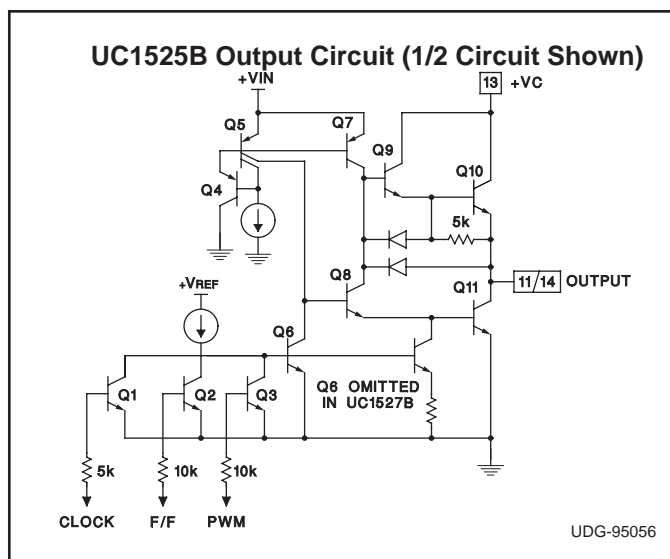 UC1525B Output Circuit (1/2 Circuit Shown)
+VIN
13 +VC
Q5
Q7
Q9
Q10
Q4
5k
Q8
11/14 OUTPUT
+VREF
Q11
Q6
Q1
Q2
Q3
Q6 OMITTED
IN UC1527B
5k
10k
10k
CLOCK
F/F
PWM
UDG-95056